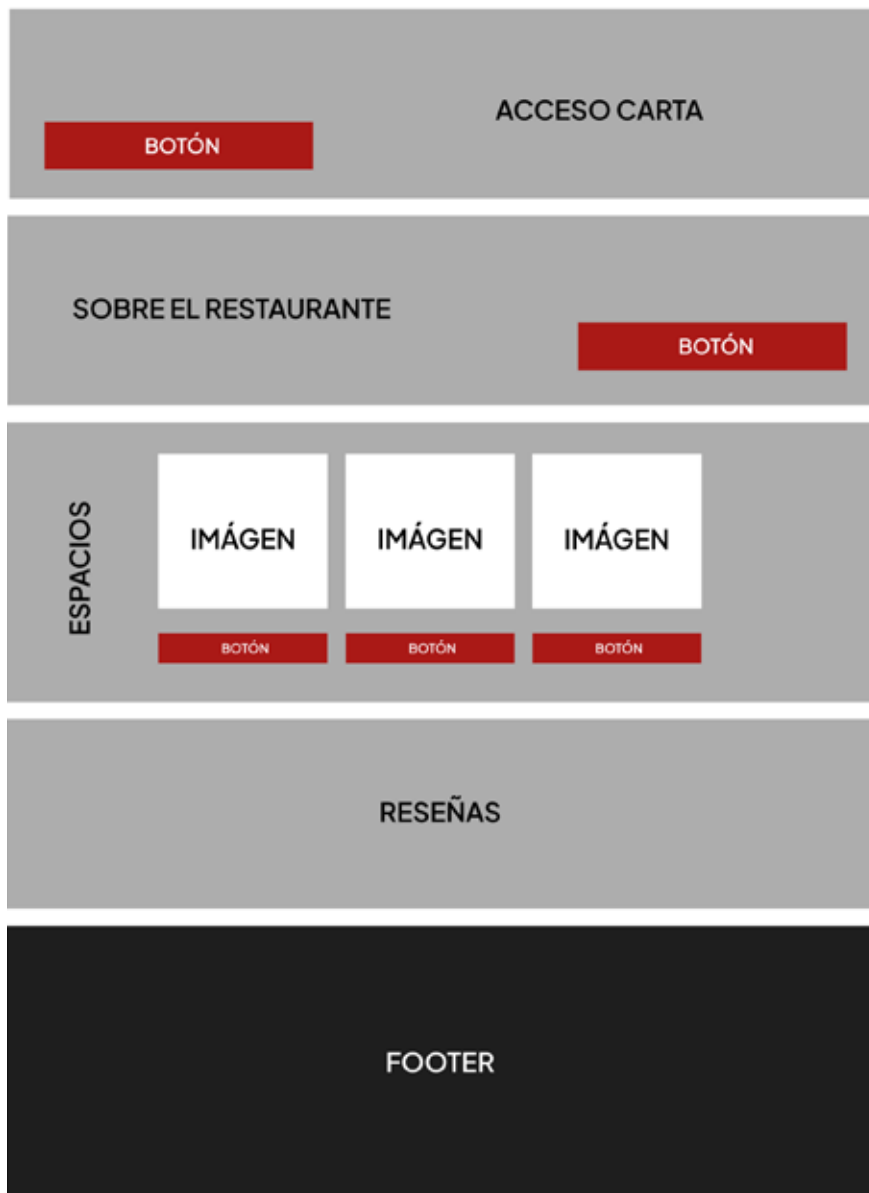 ACCESO CARTA
BOTÓN
SOBRE EL RESTAURANTE
BOTÓN
ESPACIOS
IMÁGEN
IMÁGEN
IMÁGEN
BOTÓN
BOTÓN
BOTÓN
RESEÑAS
FOOTER